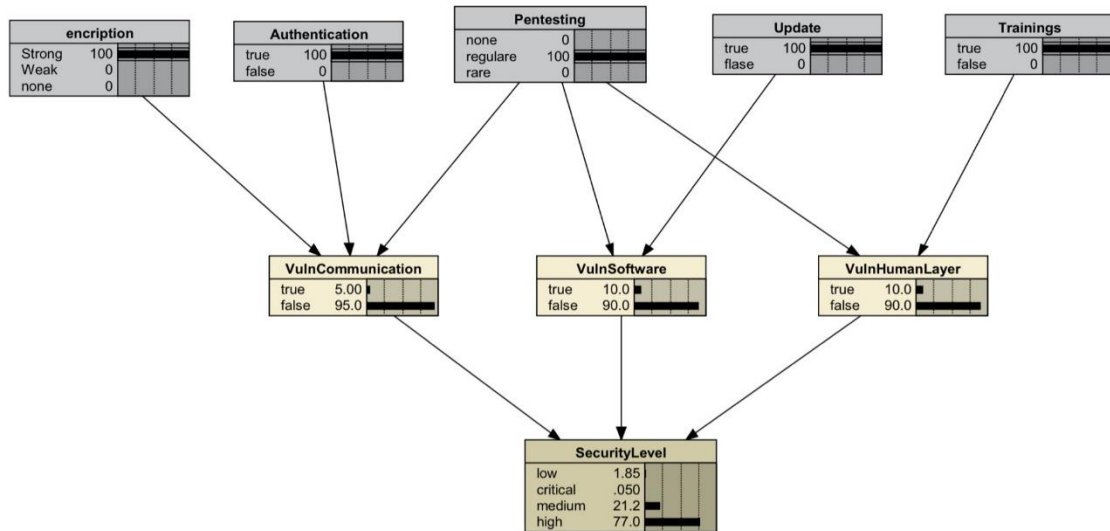 encription
Strong 100
Weak 0
none 0
Authentication
true 100
false 0
Pentesting
none 0
regulare 100
rare 0
Update
true 100
flase 0
Trainings
true 100
false 0
VulnCommunication
true 5.00
false 95.0
VulnSoftware
true 10.0
false 90.0
VulnHumanLayer
true 10.0
false 90.0
SecurityLevel
low 1.85
critical .050
medium 21.2
high 77.0